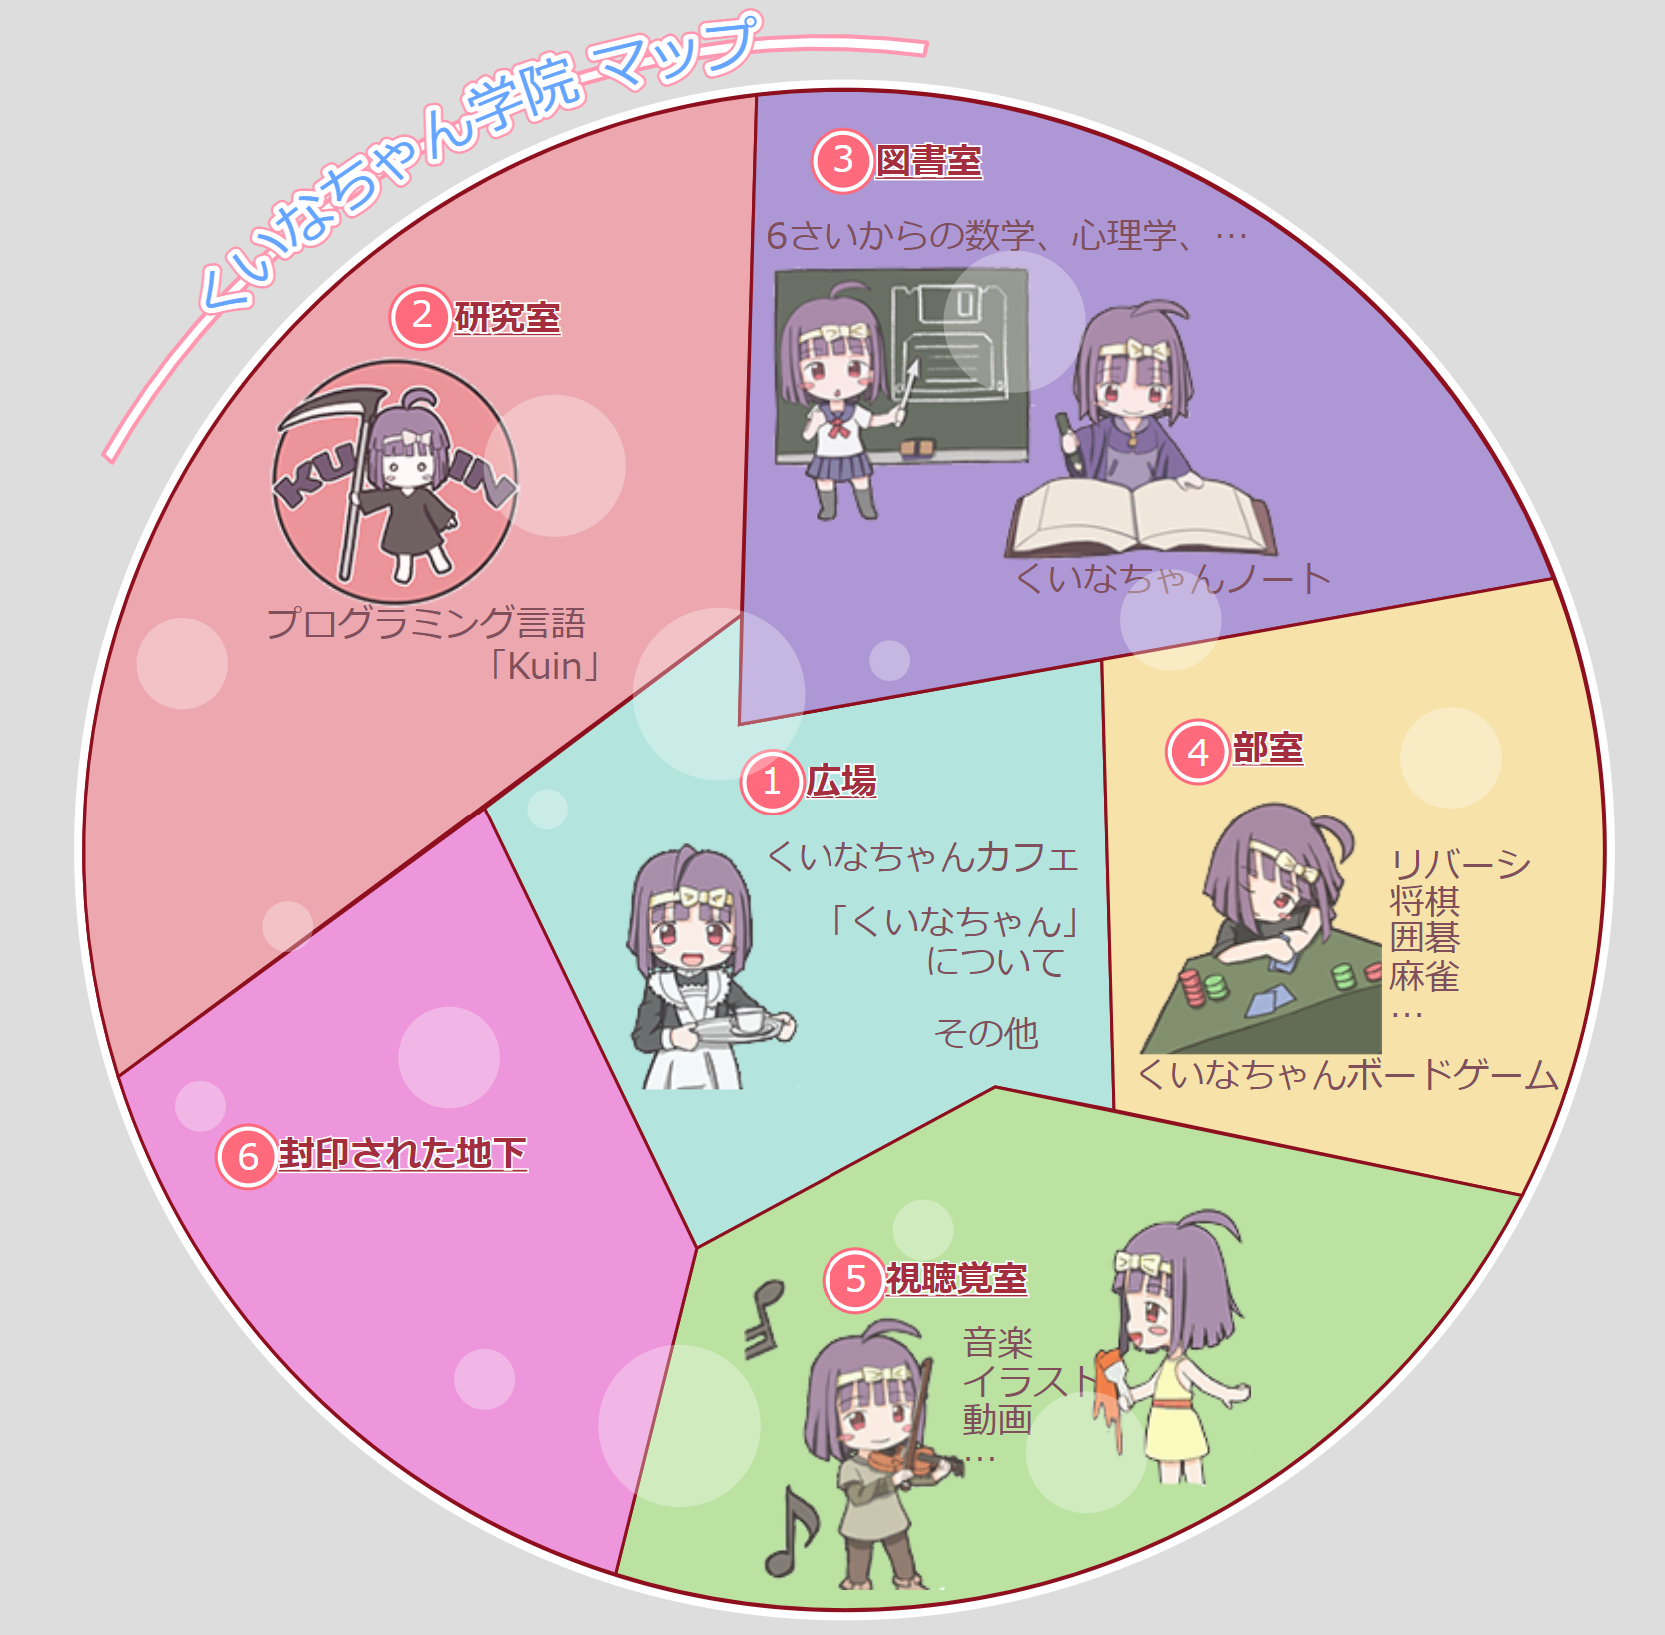 くいなちゃん学院 マップ
1 広場
くいなちゃんカフェ
「くいなちゃん」
について
その他
2 研究室
KUIN
プログラミング言語
「Kuin」
3 図書室
6さいからの数学、心理学、…
くいなちゃんノート
4 部室
リバーシ
将棋
囲碁
麻雀
…
くいなちゃんボードゲーム
5 視聴覚室
音楽
イラスト
動画
…
6 封印された地下